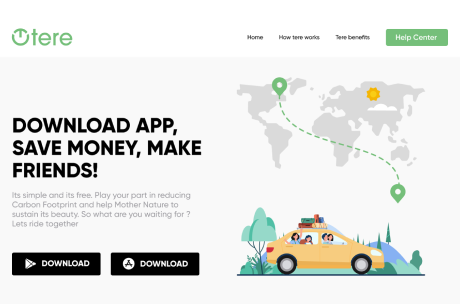 tere
Home
How tere works
Tere benefits
Help Center
DOWNLOAD APP,
SAVE MONEY, MAKE
FRIENDS!
Its simple and its free. Play your part in reducing
Carbon Footprint and help Mother Nature to
sustain its beauty. So what are you waiting for ?
Lets ride together
DOWNLOAD
DOWNLOAD